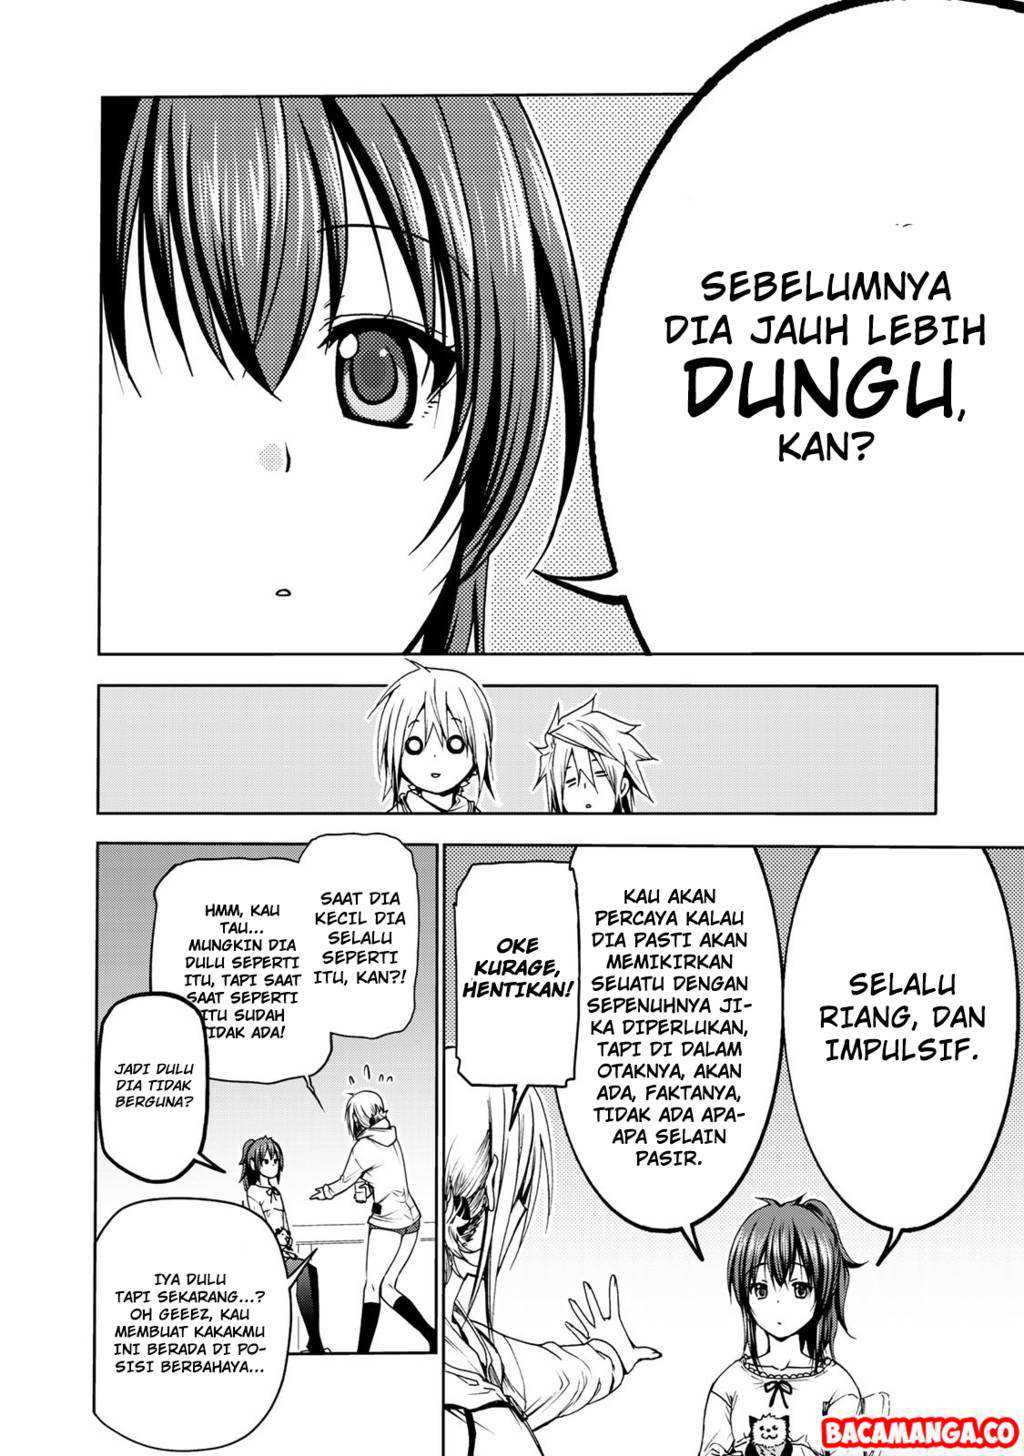 SEBELUMNYA
DIA JAUH LEBIH
DUNGU,
KAN?
SELALU
RIANG, DAN
IMPULSIF.
KAU AKAN
PERCAYA KALAU
DIA PASTI AKAN
MEMIKIRKAN
SEUATU DENGAN
SEPENUHNYA JI-
KA DIPERLUKAN,
TAPI DI DALAM
OTAKNYA, AKAN
ADA, FAKTANYA,
TIDAK ADA APA-
APA SELAIN
PASIR.
OKE
KURAGE,
HENTIKAN!
SAAT DIA
KECIL DIA
SELALU
SEPERTI
ITU, KAN?!
HMM, KAU
TAU...
MUNGKIN DIA
DULU SEPERTI
ITU, TAPI SAAT
SAAT SEPERTI
ITU SUDAH
TIDAK ADA!
JADI DULU
DIA TIDAK
BERGUNA?
IYA DULU
TAPI SEKARANG...?
OH GEEEZ, KAU
MEMBUAT KAKAKMU
INI BERADA DI PO-
SISI BERBAHAYA...
BACAMANGA.CO